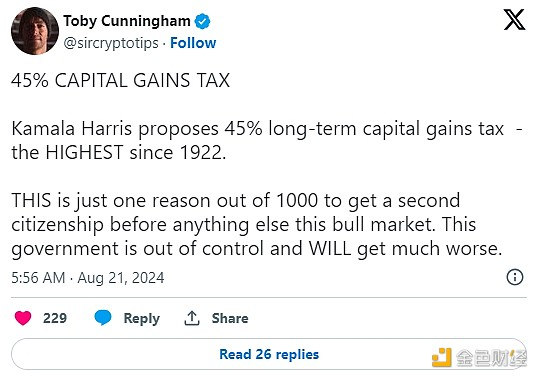 Toby Cunningham
@sircryptotips · Follow
45% CAPITAL GAINS TAX
Kamala Harris proposes 45% long-term capital gains tax -
the HIGHEST since 1922.
THIS is just one reason out of 1000 to get a second
citizenship before anything else this bull market. This
government is out of control and WILL get much worse.
5:56 AM · Aug 21, 2024
229 Reply Share
Read 26 replies
金色财经